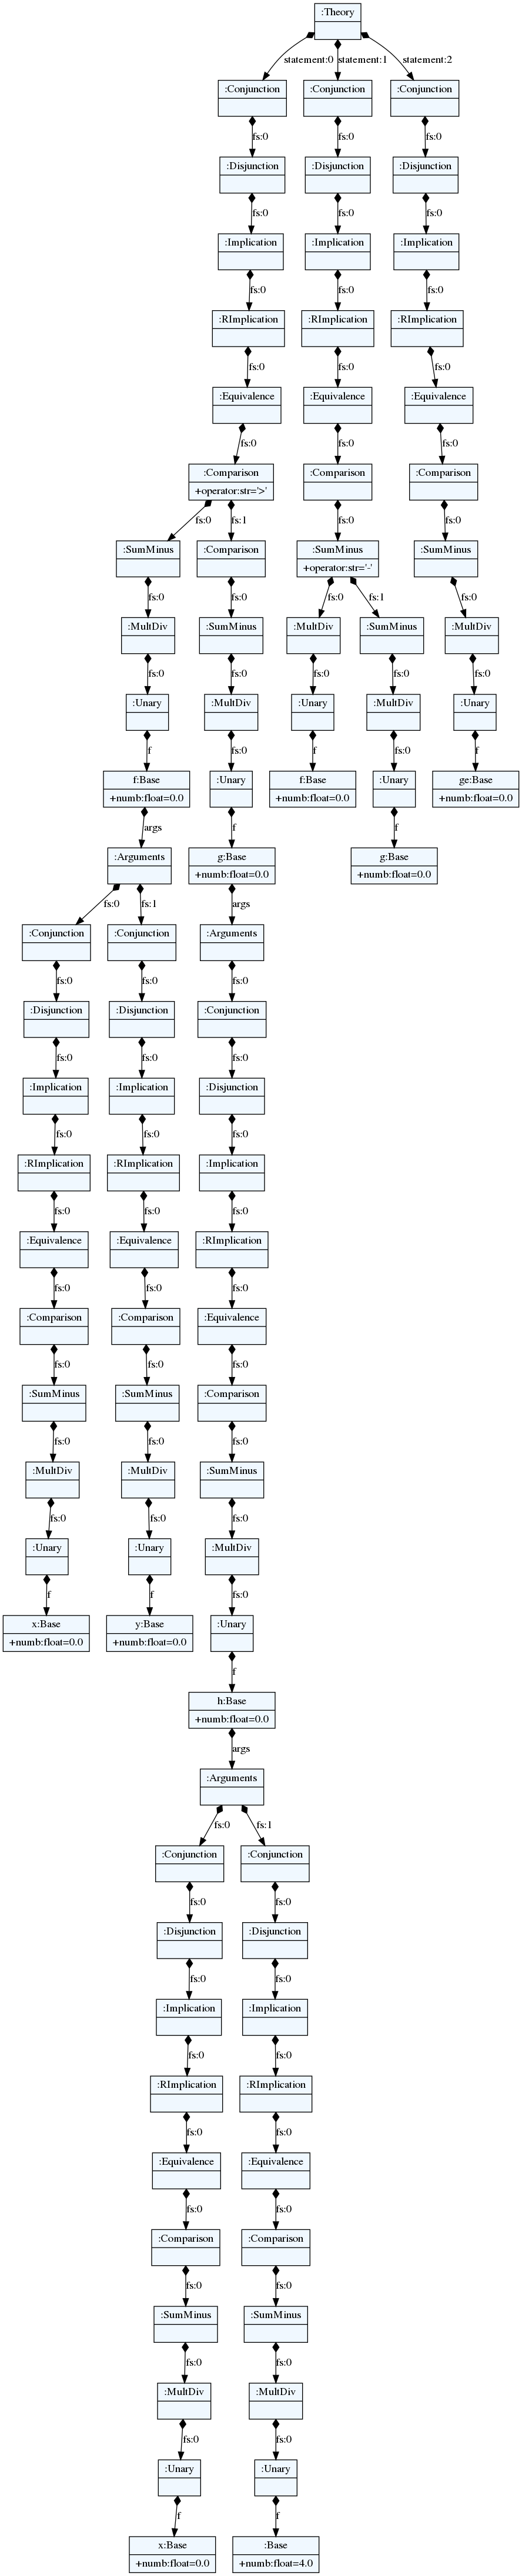 :Theory
statement:0 statement:1 statement:2
:Conjunction :Conjunction :Conjunction
fs:0 fs:0 fs:0
:Disjunction :Disjunction :Disjunction
fs:0 fs:0 fs:0
:Implication :Implication :Implication
fs:0 fs:0 fs:0
:RImplication :RImplication :RImplication
fs:0 fs:0 fs:0
:Equivalence :Equivalence :Equivalence
fs:0 fs:0 fs:0
:Comparison :Comparison :Comparison
+operator:str='>'
fs:0 fs:1 fs:0 fs:0
:SumMinus :Comparison :SumMinus :SumMinus
+operator:str='-'
fs:0 fs:0 fs:0 fs:1 fs:0
:MultDiv :SumMinus :MultDiv :SumMinus :MultDiv
fs:0 fs:0 fs:0 fs:0 fs:0
:Unary :MultDiv :Unary :MultDiv :Unary
f fs:0 f fs:0 f
f:Base :Unary f:Base :Unary ge:Base
+numb:float=0.0 +numb:float=0.0 +numb:float=0.0
args f f
:Arguments g:Base g:Base
+numb:float=0.0 +numb:float=0.0
fs:0 fs:1 args
:Conjunction :Conjunction :Arguments
fs:0 fs:0 fs:0
:Disjunction :Disjunction :Conjunction
fs:0 fs:0 fs:0
:Implication :Implication :Disjunction
fs:0 fs:0 fs:0
:RImplication :RImplication :Implication
fs:0 fs:0 fs:0
:Equivalence :Equivalence :RImplication
fs:0 fs:0 fs:0
:Comparison :Comparison :Equivalence
fs:0 fs:0 fs:0
:SumMinus :SumMinus :Comparison
fs:0 fs:0 fs:0
:MultDiv :MultDiv :SumMinus
fs:0 fs:0 fs:0
:Unary :Unary :MultDiv
f f fs:0
x:Base y:Base :Unary
+numb:float=0.0 +numb:float=0.0
f
h:Base
+numb:float=0.0
args
:Arguments
fs:0 fs:1
:Conjunction :Conjunction
fs:0 fs:0
:Disjunction :Disjunction
fs:0 fs:0
:Implication :Implication
fs:0 fs:0
:RImplication :RImplication
fs:0 fs:0
:Equivalence :Equivalence
fs:0 fs:0
:Comparison :Comparison
fs:0 fs:0
:SumMinus :SumMinus
fs:0 fs:0
:MultDiv :MultDiv
fs:0 fs:0
:Unary :Unary
f f
x:Base :Base
+numb:float=0.0 +numb:float=4.0